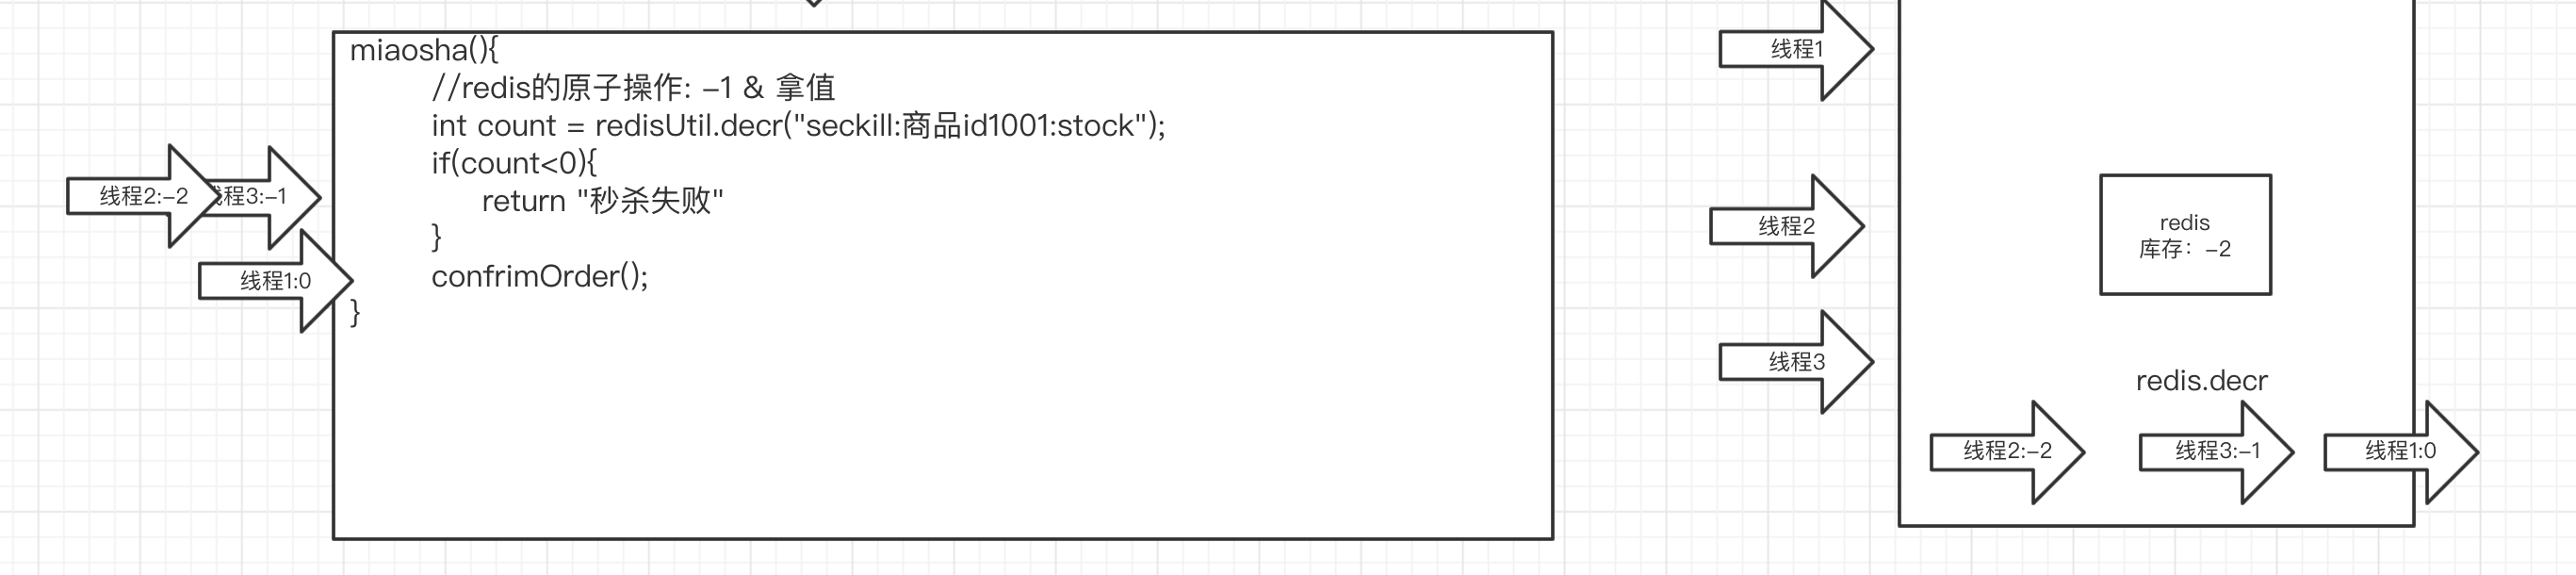 miaosha(){
//redis的原子操作: -1 & 拿值
int count = redisUtil.decr("seckill:商品id1001:stock");
if(count<0){
return "秒杀失败"
}
confrimOrder();
}
线程2:-2
程3:-1
线程1:0
线程1
线程2
线程3
redis
库存：-2
redis.decr
线程2:-2
线程3:-1
线程1:0